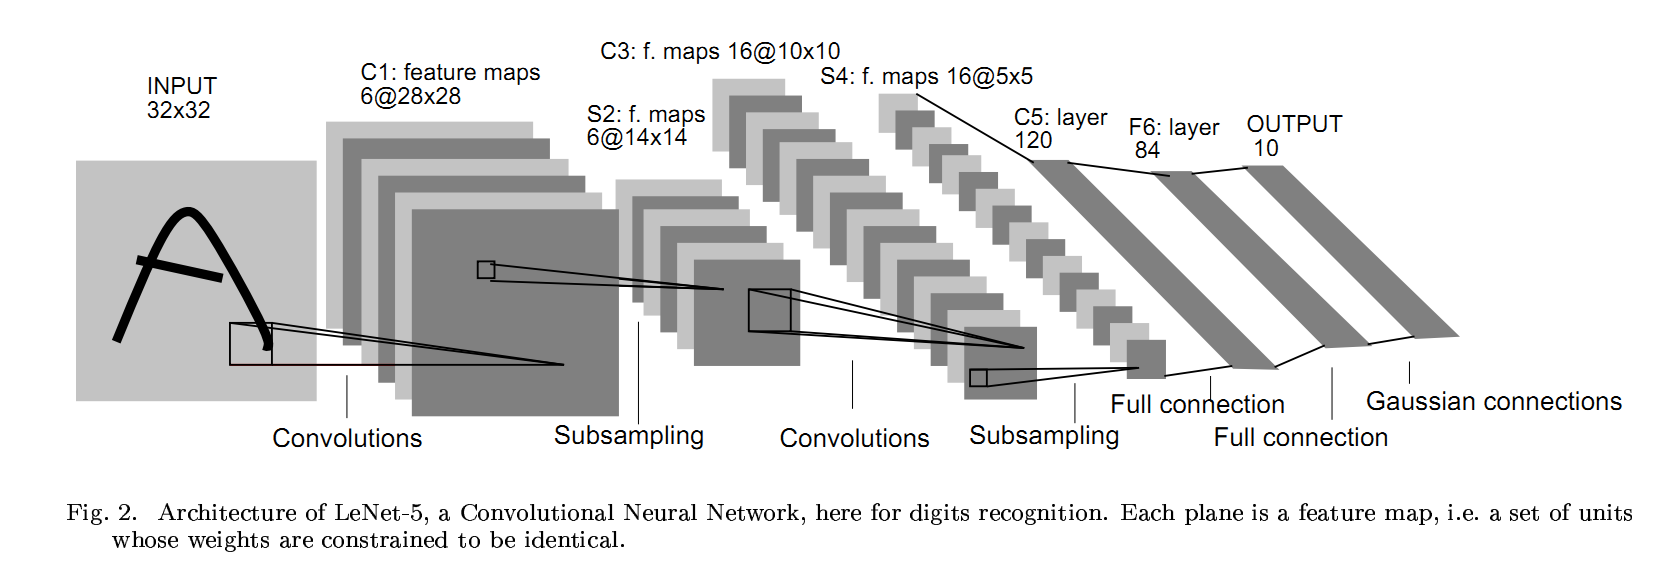 INPUT
32x32
C1: feature maps
6@28x28
S2: f. maps
6@14x14
C3: f. maps 16@10x10
S4: f. maps 16@5x5
C5: layer
120
F6: layer
84
OUTPUT
10
Convolutions
Subsampling
Convolutions
Subsampling
Full connection
Full connection
Gaussian connections
Fig. 2. Architecture of LeNet-5, a Convolutional Neural Network, here for digits recognition. Each plane is a feature map, i.e. a set of units
whose weights are constrained to be identical.